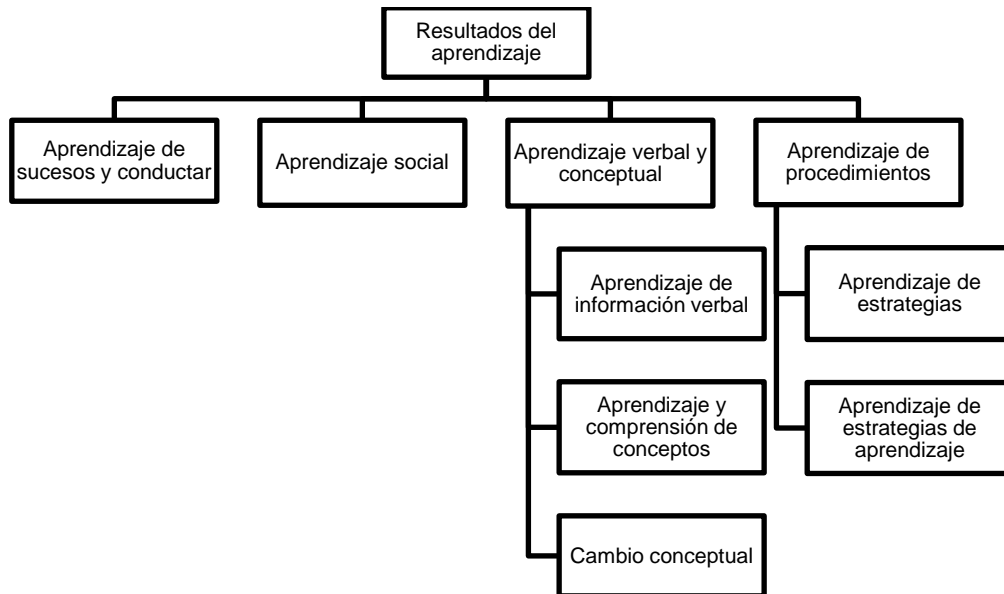 Resultados del
aprendizaje
Aprendizaje de
sucesos y conductar
Aprendizaje social
Aprendizaje verbal y
conceptual
Aprendizaje de
procedimientos
Aprendizaje de
información verbal
Aprendizaje y
comprensión de
conceptos
Cambio conceptual
Aprendizaje de
estrategias
Aprendizaje de
estrategias de
aprendizaje